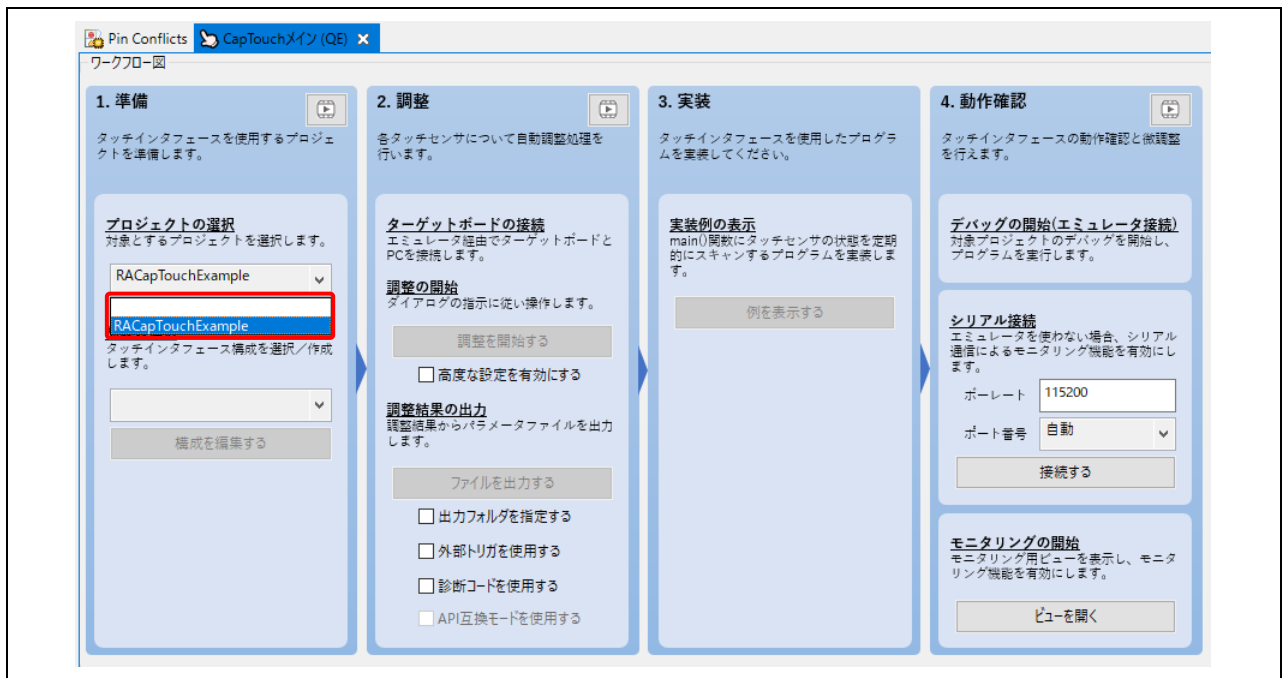 Pin Conflicts
CapTouchメイン (QE)
ワークフロー図
1. 準備
タッチインタフェースを使用するプロジェ
クトを準備します。
プロジェクトの選択
対象とするプロジェクトを選択します。
RACapTouchExample
RACapTouchExample
タッチインタフェース構成を選択／作成
します。
構成を編集する
2. 調整
各タッチセンサについて自動調整処理を
行います。
ターゲットボードの接続
エミュレータ経由でターゲットボードと
PCを接続します。
調整の開始
ダイアログの指示に従い操作します。
調整を開始する
高度な設定を有効にする
調整結果の出力
調整結果からパラメータファイルを出力
します。
ファイルを出力する
出力フォルダを指定する
外部トリガを使用する
診断コードを使用する
API互換モードを使用する
3. 実装
タッチインタフェースを使用したプログラ
ムを実装してください。
実装例の表示
main()関数にタッチセンサの状態を定期
的にスキャンするプログラムを実装しま
す。
例を表示する
4. 動作確認
タッチインタフェースの動作確認と微調整
を行えます。
デバッグの開始(エミュレータ接続)
対象プロジェクトのデバッグを開始し、
プログラムを実行します。
シリアル接続
エミュレータを使わない場合、シリアル
通信によるモニタリング機能を有効にし
ます。
ボーレート
115200
ポート番号
自動
接続する
モニタリングの開始
モニタリング用ビューを表示し、モニタ
リング機能を有効にします。
ビューを開く